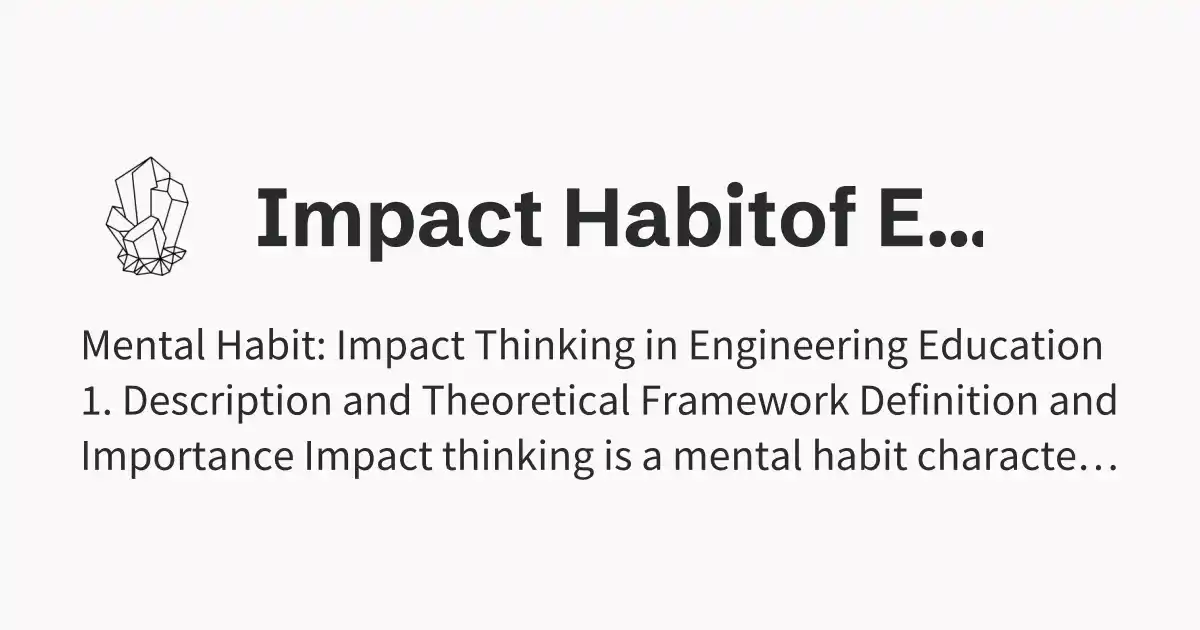 Impact Habitof E...
Mental Habit: Impact Thinking in Engineering Education
1. Description and Theoretical Framework Definition and
Importance Impact thinking is a mental habit characte...